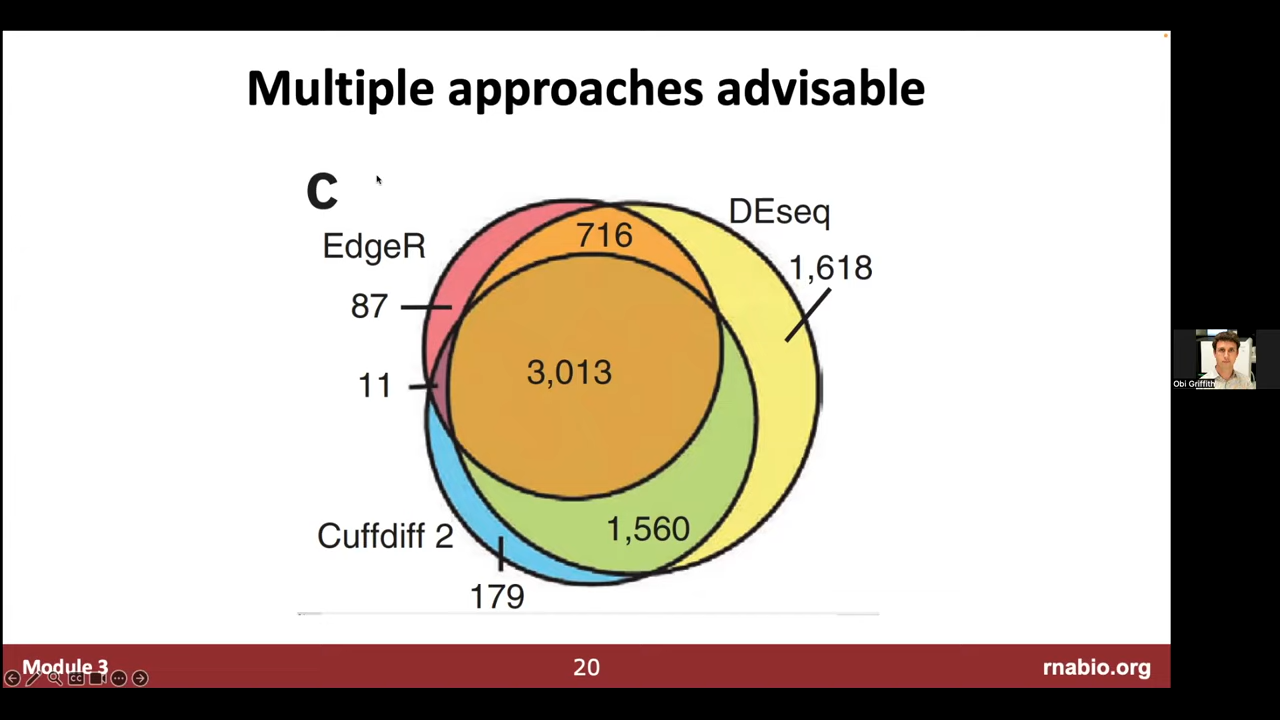 Multiple approaches advisable
C
EdgeR
716
DEseq
1,618
87
3,013
11
Cuffdiff 2
1,560
179
Module 3
20
rnabio.org
Obi Griffith